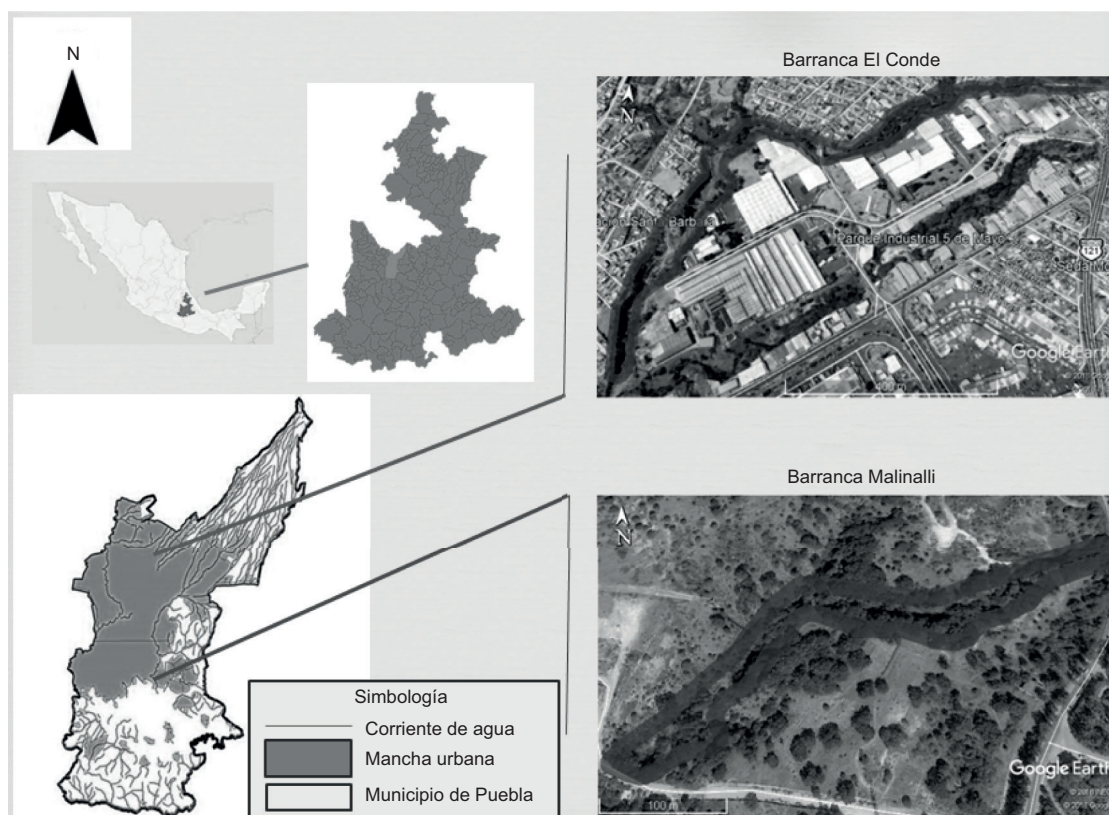 N
Barranca El Conde
N
Parque Industrial 5 de Mayo
121
Google Earth
Barranca Malinalli
N
Simbología
Corriente de agua
Mancha urbana
Municipio de Puebla
Google Earth
100 m